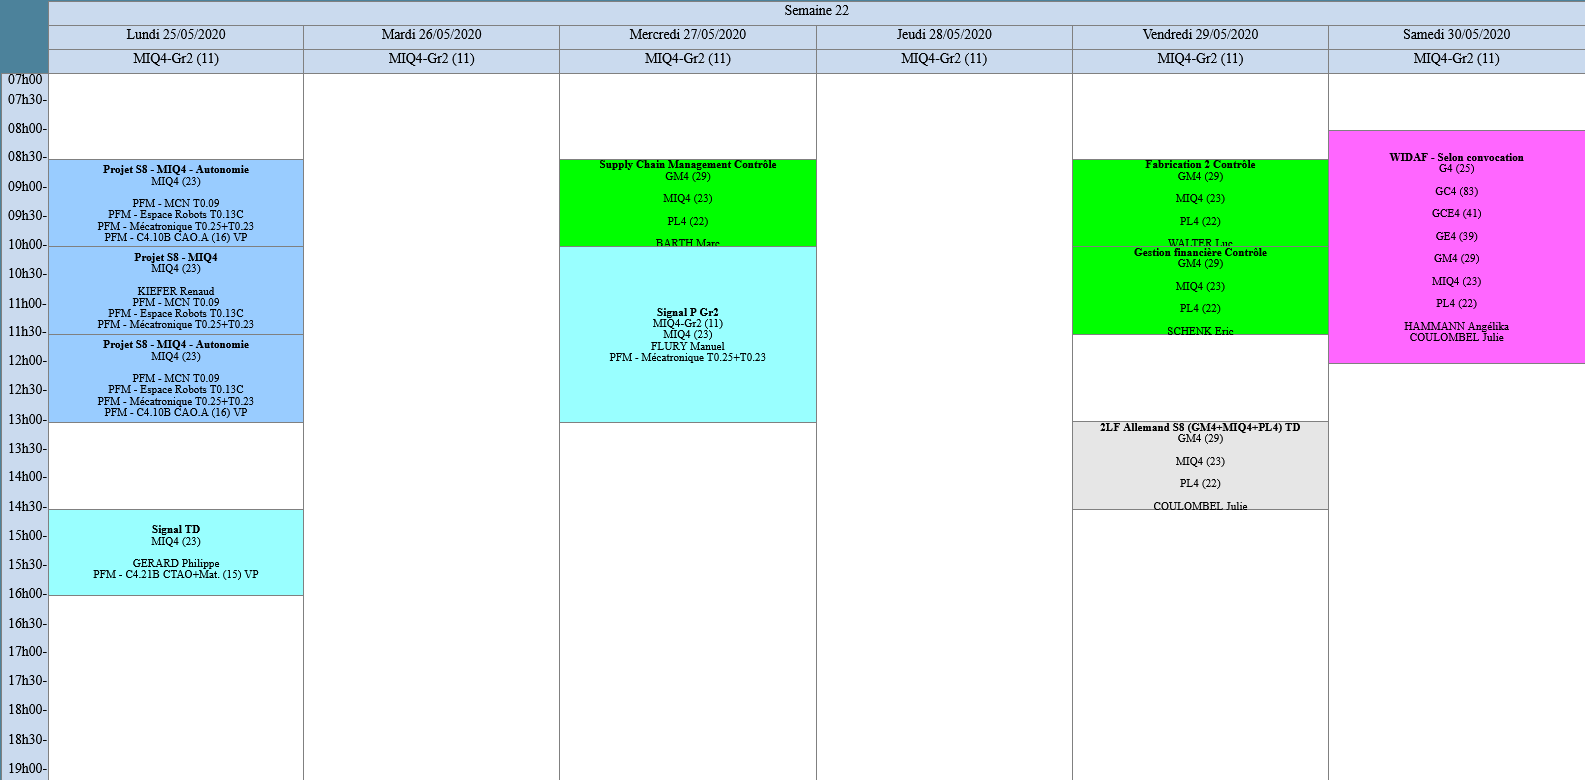 Semaine 22
Lundi 25/05/2020
Mardi 26/05/2020
Mercredi 27/05/2020
Jeudi 28/05/2020
Vendredi 29/05/2020
Samedi 30/05/2020
MIQ4-Gr2 (11)
MIQ4-Gr2 (11)
MIQ4-Gr2 (11)
MIQ4-Gr2 (11)
MIQ4-Gr2 (11)
MIQ4-Gr2 (11)
07h00
07h30-
08h00-
08h30-
09h00-
09h30-
10h00-
10h30-
11h00-
11h30-
12h00-
12h30-
13h00-
13h30-
14h00-
14h30-
15h00-
15h30-
16h00-
16h30-
17h00-
17h30-
18h00-
18h30-
19h00-
Projet S8 - MIQ4 - Autonomie
MIQ4 (23)
PFM - MCN T0.09
PFM - Espace Robots T0.13C
PFM - Mécatronique T0.25+T0.23
PFM - C4.10B CAO.A (16) VP
Projet S8 - MIQ4
MIQ4 (23)
KIEFER Renaud
PFM - MCN T0.09
PFM - Espace Robots T0.13C
PFM - Mécatronique T0.25+T0.23
Projet S8 - MIQ4 - Autonomie
MIQ4 (23)
PFM - MCN T0.09
PFM - Espace Robots T0.13C
PFM - Mécatronique T0.25+T0.23
PFM - C4.10B CAO.A (16) VP
Signal TD
MIQ4 (23)
GERARD Philippe
PFM - C4.21B CTAO+Mat. (15) VP
Supply Chain Management Contrôle
GM4 (29)
MIQ4 (23)
PL4 (22)
BARTH Marc
Signal P Gr2
MIQ4-Gr2 (11)
MIQ4 (23)
FLURY Manuel
PFM - Mécatronique T0.25+T0.23
Fabrication 2 Contrôle
GM4 (29)
MIQ4 (23)
PL4 (22)
WALTER Luc
Gestion financière Contrôle
GM4 (29)
MIQ4 (23)
PL4 (22)
SCHENK Eric
2LF Allemand S8 (GM4+MIQ4+PL4) TD
GM4 (29)
MIQ4 (23)
PL4 (22)
COULOMBEL Julie
WIDAF - Selon convocation
G4 (25)
GC4 (83)
GCE4 (41)
GE4 (39)
GM4 (29)
MIQ4 (23)
PL4 (22)
HAMMANN Angélika
COULOMBEL Julie